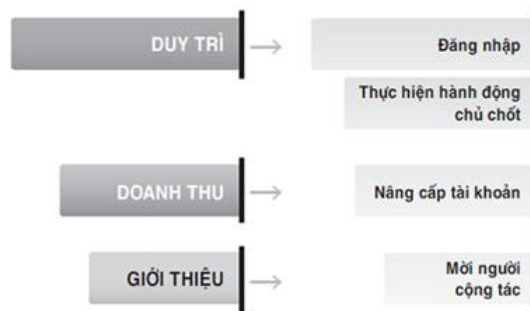 DUY TRÌ
Đăng nhập
Thực hiện hành động
chủ chốt
DOANH THU
Nâng cấp tài khoản
GIỚI THIỆU
Mời người
cộng tác